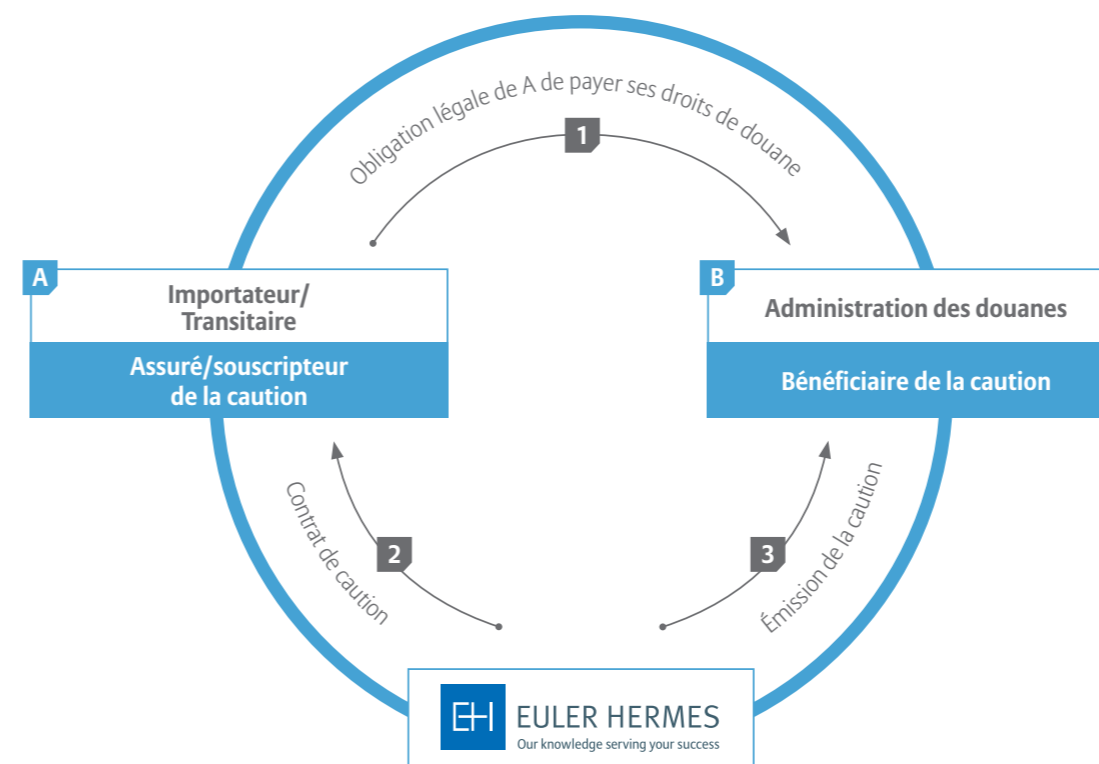 Obligation légale de A de payer ses droits de douane
1
A
Importateur/
Transitaire
Assuré/souscripteur
de la caution
B
Administration des douanes
Bénéficiaire de la caution
Contrat de caution
2
3
Émission de la caution
EH EULER HERMES
Our knowledge serving your success